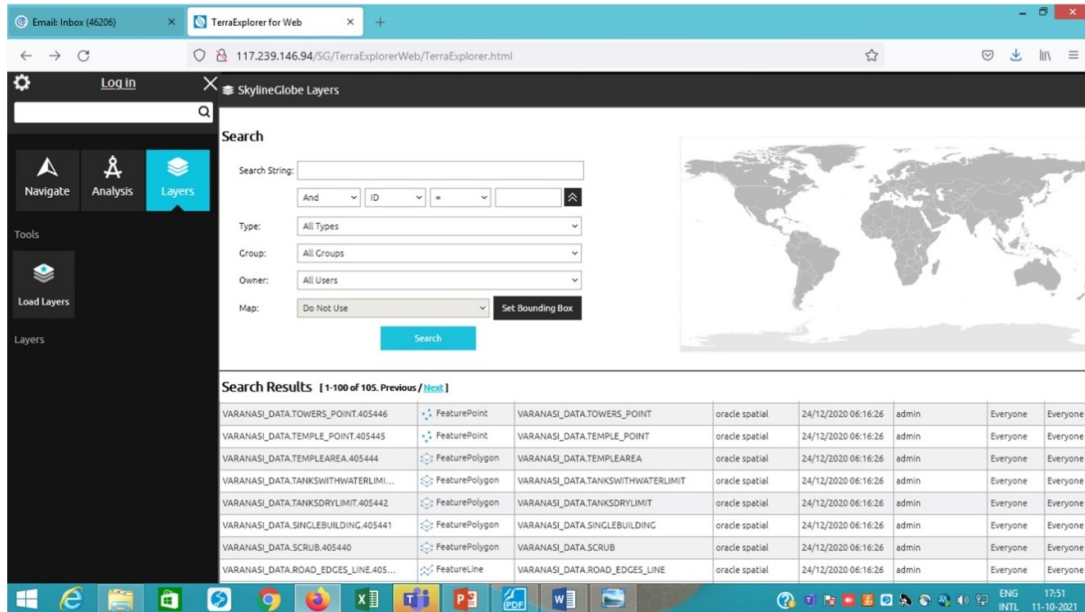 Email: Inbox (46206)
TerraExplorer for Web
117.239.146.94/SG/TerraExplorerWeb/TerraExplorer.html
Log in
SkylineGlobe Layers
Navigate
Analysis
Layers
Tools
Load Layers
Layers
Search
Search String:
And ID =
Type: All Types
Group: All Groups
Owner: All Users
Map: Do Not Use Set Bounding Box
Search
Search Results [1-100 of 105. Previous / Next ]
VARANASI_DATA.TOWERS_POINT.405446 FeaturePoint VARANASI_DATA.TOWERS_POINT oracle spatial 24/12/2020 06:16:26 admin Everyone Everyone
VARANASI_DATA.TEMPLE_POINT.405445 FeaturePoint VARANASI_DATA.TEMPLE_POINT oracle spatial 24/12/2020 06:16:26 admin Everyone Everyone
VARANASI_DATA.TEMPLEAREA.405444 FeaturePolygon VARANASI_DATA.TEMPLEAREA oracle spatial 24/12/2020 06:16:26 admin Everyone Everyone
VARANASI_DATA.TANKSWITHWATERLIMI... FeaturePolygon VARANASI_DATA.TANKSWITHWATERLIMIT oracle spatial 24/12/2020 06:16:26 admin Everyone Everyone
VARANASI_DATA.TANKSDRYLIMIT.405442 FeaturePolygon VARANASI_DATA.TANKSDRYLIMIT oracle spatial 24/12/2020 06:16:26 admin Everyone Everyone
VARANASI_DATA.SINGLEBUILDING.405441 FeaturePolygon VARANASI_DATA.SINGLEBUILDING oracle spatial 24/12/2020 06:16:26 admin Everyone Everyone
VARANASI_DATA.SCRUB.405440 FeaturePolygon VARANASI_DATA.SCRUB oracle spatial 24/12/2020 06:16:26 admin Everyone Everyone
VARANASI_DATA.ROAD_EDGES_LINE.405... FeatureLine VARANASI_DATA.ROAD_EDGES_LINE oracle spatial 24/12/2020 06:16:26 admin Everyone Everyone
ENG 17:51
INTL 11-10-2021